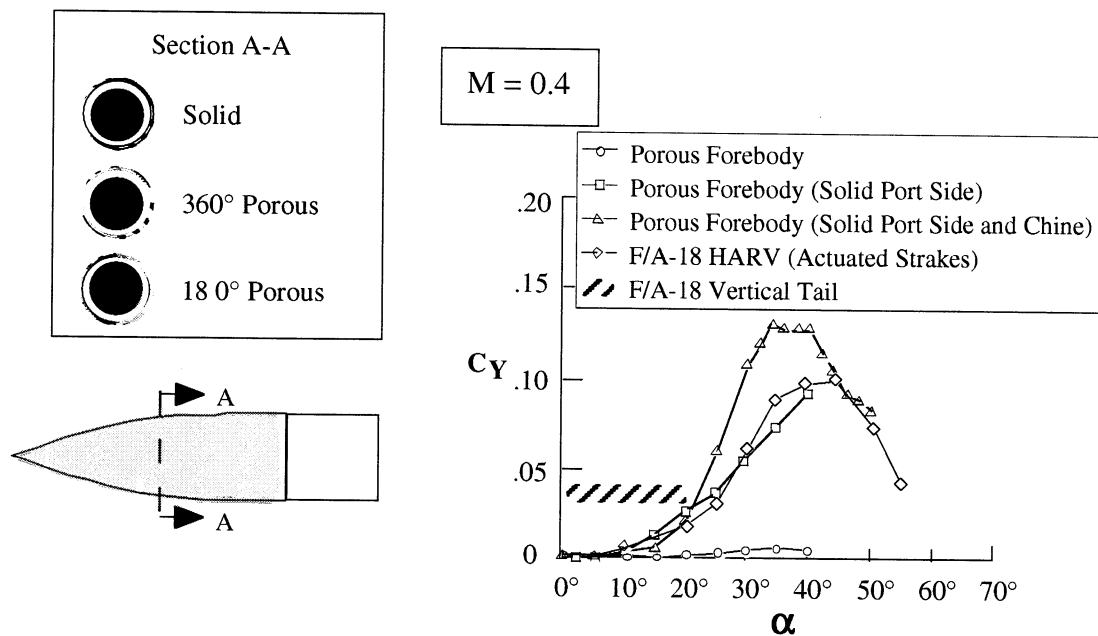 Section A-A
Solid
360° Porous
18 0° Porous
A
A
M = 0.4
Porous Forebody
Porous Forebody (Solid Port Side)
Porous Forebody (Solid Port Side and Chine)
F/A-18 HARV (Actuated Strakes)
F/A-18 Vertical Tail
.20
.15
CY
.10
.05
0
0° 10° 20° 30° 40° 50° 60° 70°
α